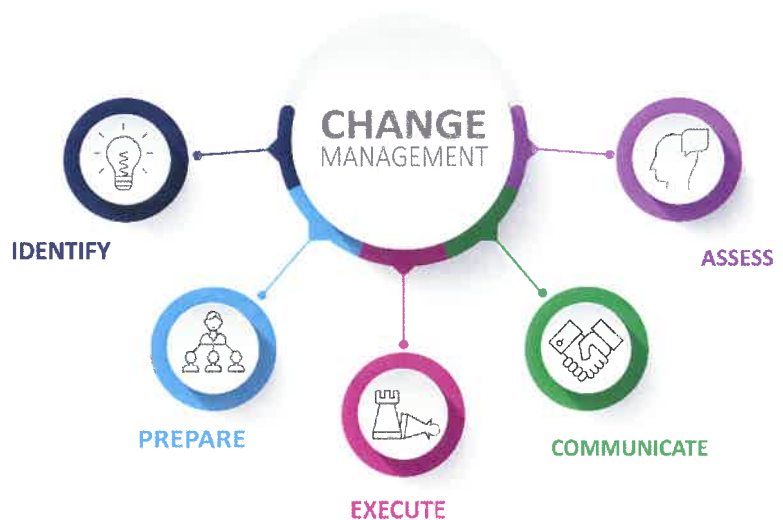 CHANGE
MANAGEMENT
IDENTIFY
PREPARE
EXECUTE
COMMUNICATE
ASSESS